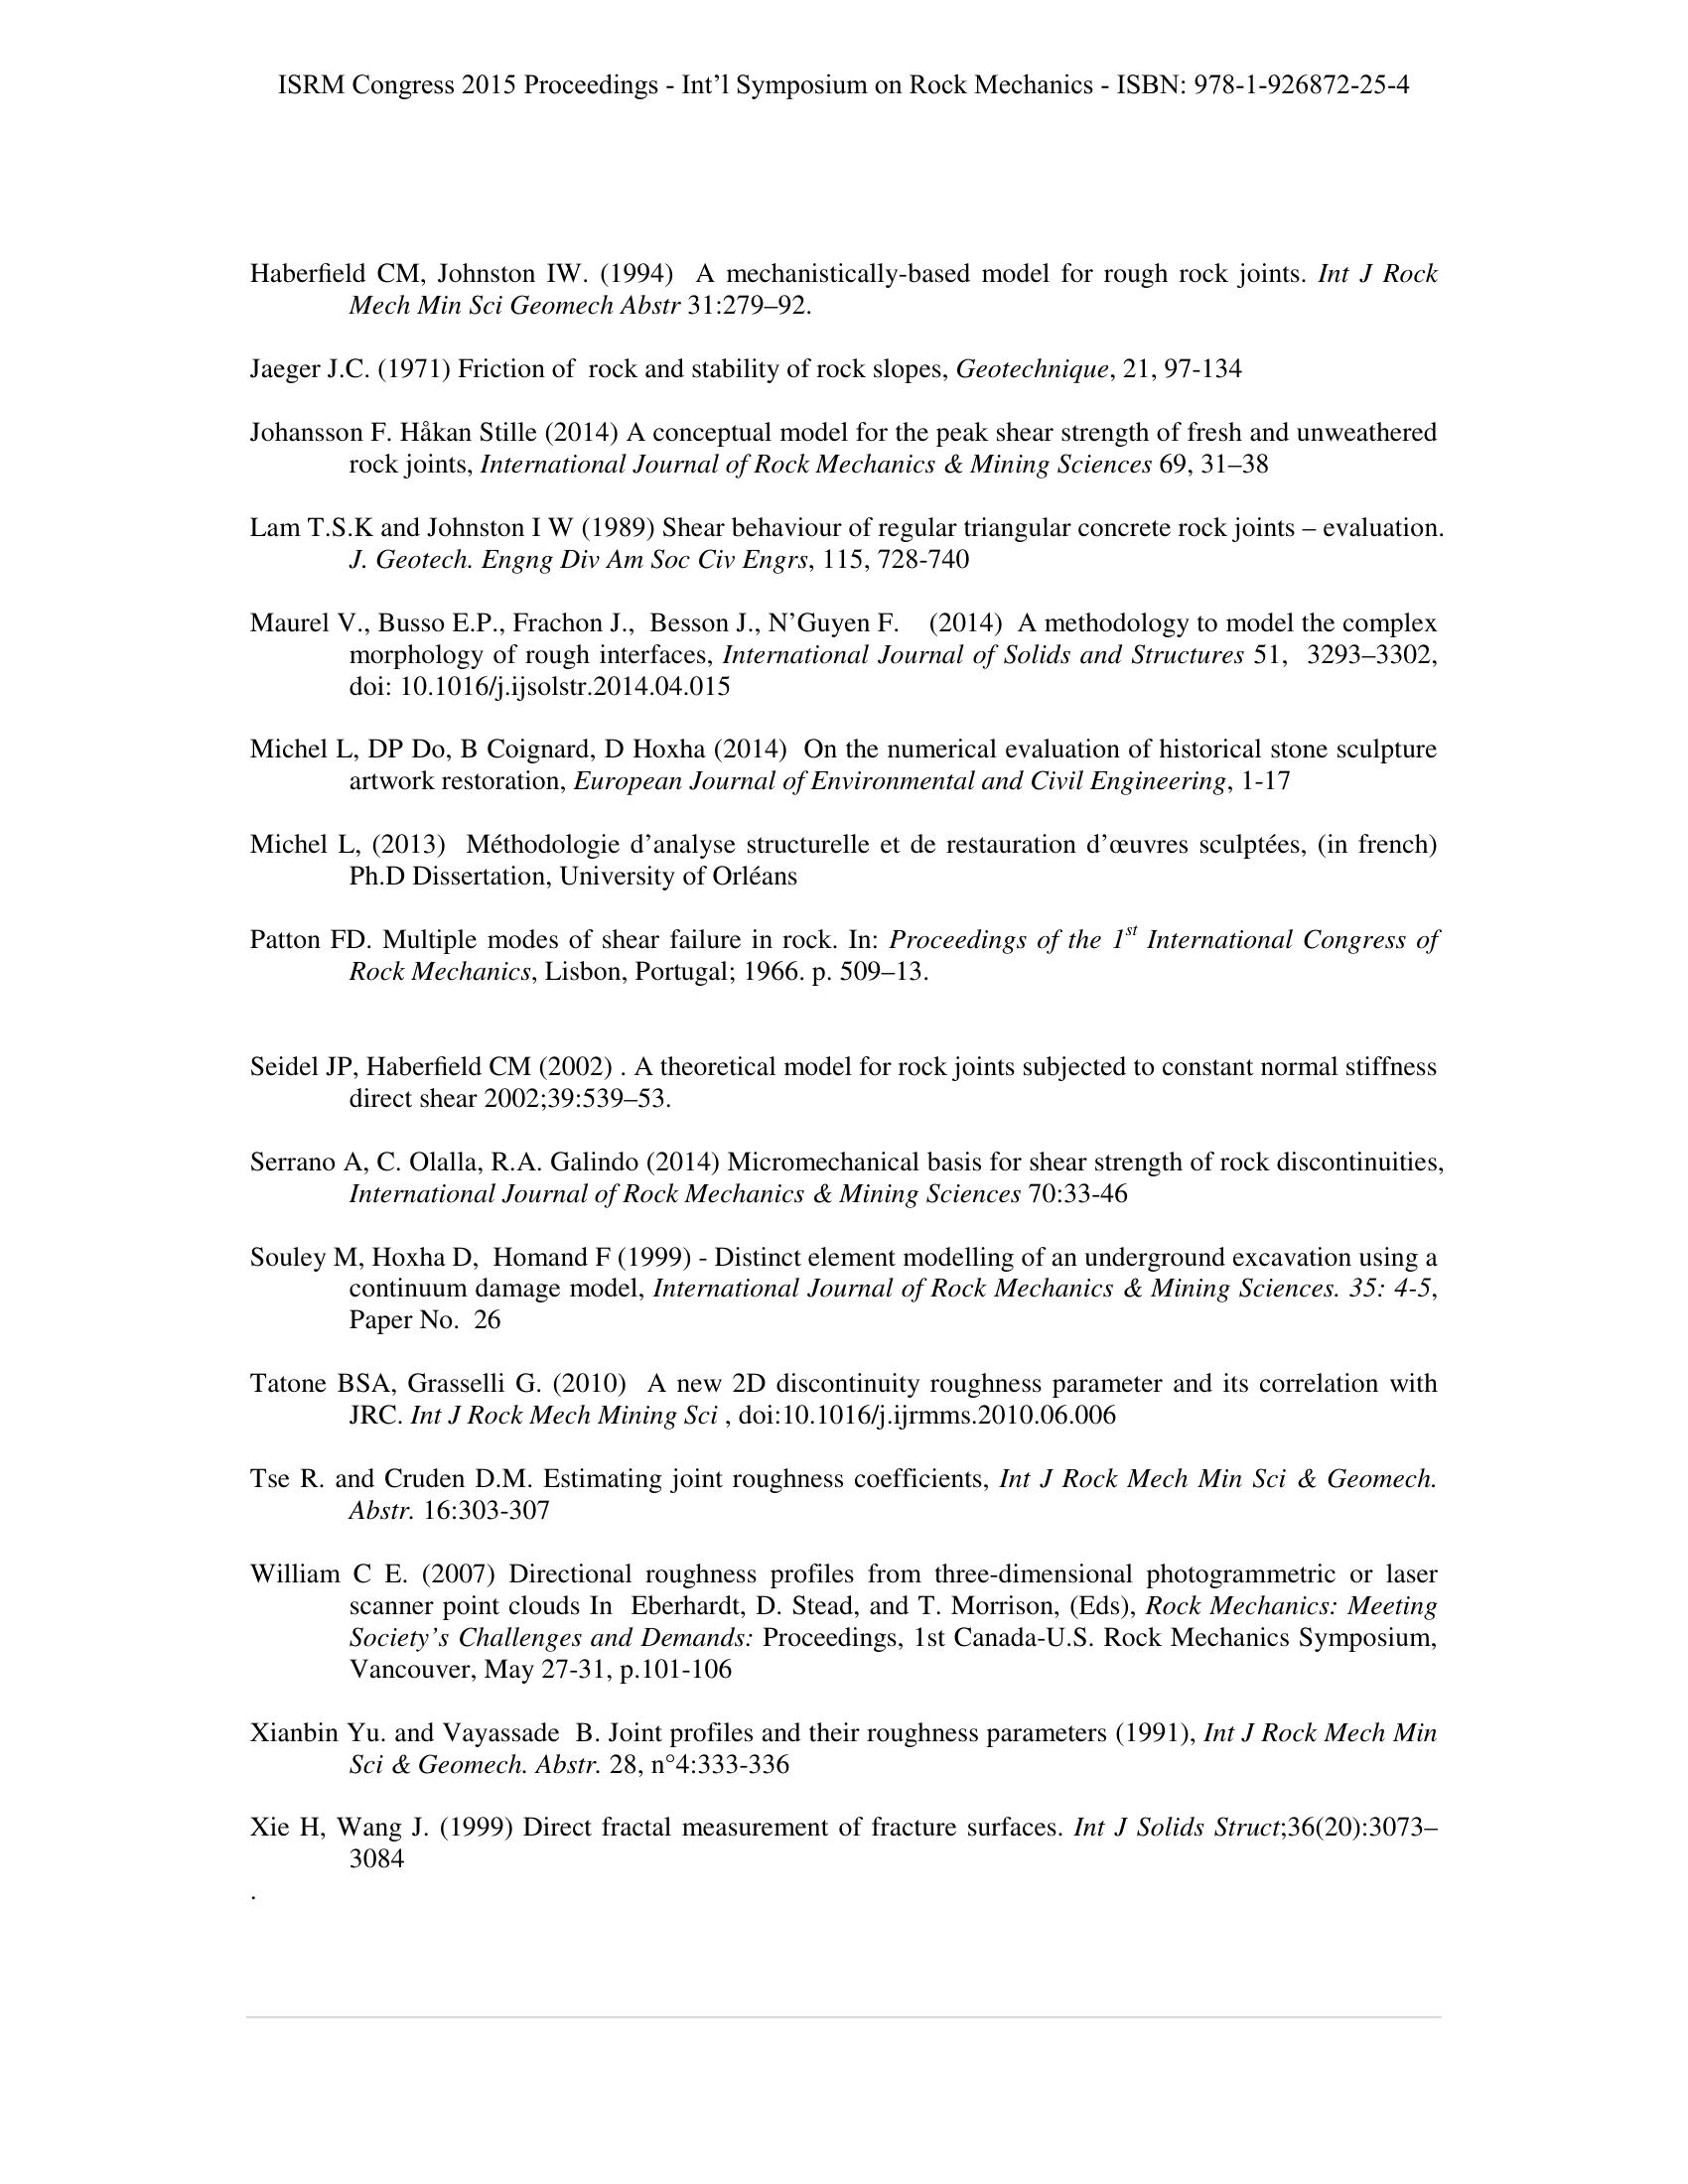 ISRM Congress 2015 Proceedings - Int’l Symposium on Rock Mechanics - ISBN: 978-1-926872-25-4
Haberfield CM, Johnston IW. (1994)  A mechanistically-based model for rough rock joints. Int J Rock
Mech Min Sci Geomech Abstr 31:279–92.
Jaeger J.C. (1971) Friction of  rock and stability of rock slopes, Geotechnique, 21, 97-134
Johansson F. Håkan Stille (2014) A conceptual model for the peak shear strength of fresh and unweathered
rock joints, International Journal of Rock Mechanics & Mining Sciences 69, 31–38
Lam T.S.K and Johnston I W (1989) Shear behaviour of regular triangular concrete rock joints – evaluation.
J. Geotech. Engng Div Am Soc Civ Engrs, 115, 728-740
Maurel V., Busso E.P., Frachon J.,  Besson J., N’Guyen F.    (2014)  A methodology to model the complex
morphology of rough interfaces, International Journal of Solids and Structures 51,  3293–3302,
doi: 10.1016/j.ijsolstr.2014.04.015
Michel L, DP Do, B Coignard, D Hoxha (2014)  On the numerical evaluation of historical stone sculpture
artwork restoration, European Journal of Environmental and Civil Engineering, 1-17
Michel L, (2013)  Méthodologie d’analyse structurelle et de restauration d’œuvres sculptées, (in french)
Ph.D Dissertation, University of Orléans
Patton FD. Multiple modes of shear failure in rock. In: Proceedings of the 1st International Congress of
Rock Mechanics, Lisbon, Portugal; 1966. p. 509–13.
Seidel JP, Haberfield CM (2002) . A theoretical model for rock joints subjected to constant normal stiffness
direct shear 2002;39:539–53.
Serrano A, C. Olalla, R.A. Galindo (2014) Micromechanical basis for shear strength of rock discontinuities,
International Journal of Rock Mechanics & Mining Sciences 70:33-46
Souley M, Hoxha D,  Homand F (1999) - Distinct element modelling of an underground excavation using a
continuum damage model, International Journal of Rock Mechanics & Mining Sciences. 35: 4-5,
Paper No.  26
Tatone BSA, Grasselli G. (2010)  A new 2D discontinuity roughness parameter and its correlation with
JRC. Int J Rock Mech Mining Sci , doi:10.1016/j.ijrmms.2010.06.006
Tse R. and Cruden D.M. Estimating joint roughness coefficients, Int J Rock Mech Min Sci & Geomech.
Abstr. 16:303-307
William C E. (2007) Directional roughness profiles from three-dimensional photogrammetric or laser
scanner point clouds In  Eberhardt, D. Stead, and T. Morrison, (Eds), Rock Mechanics: Meeting
Society’s Challenges and Demands: Proceedings, 1st Canada-U.S. Rock Mechanics Symposium,
Vancouver, May 27-31, p.101-106
Xianbin Yu. and Vayassade  B. Joint profiles and their roughness parameters (1991), Int J Rock Mech Min
Sci & Geomech. Abstr. 28, n°4:333-336
Xie H, Wang J. (1999) Direct fractal measurement of fracture surfaces. Int J Solids Struct;36(20):3073–
3084
.